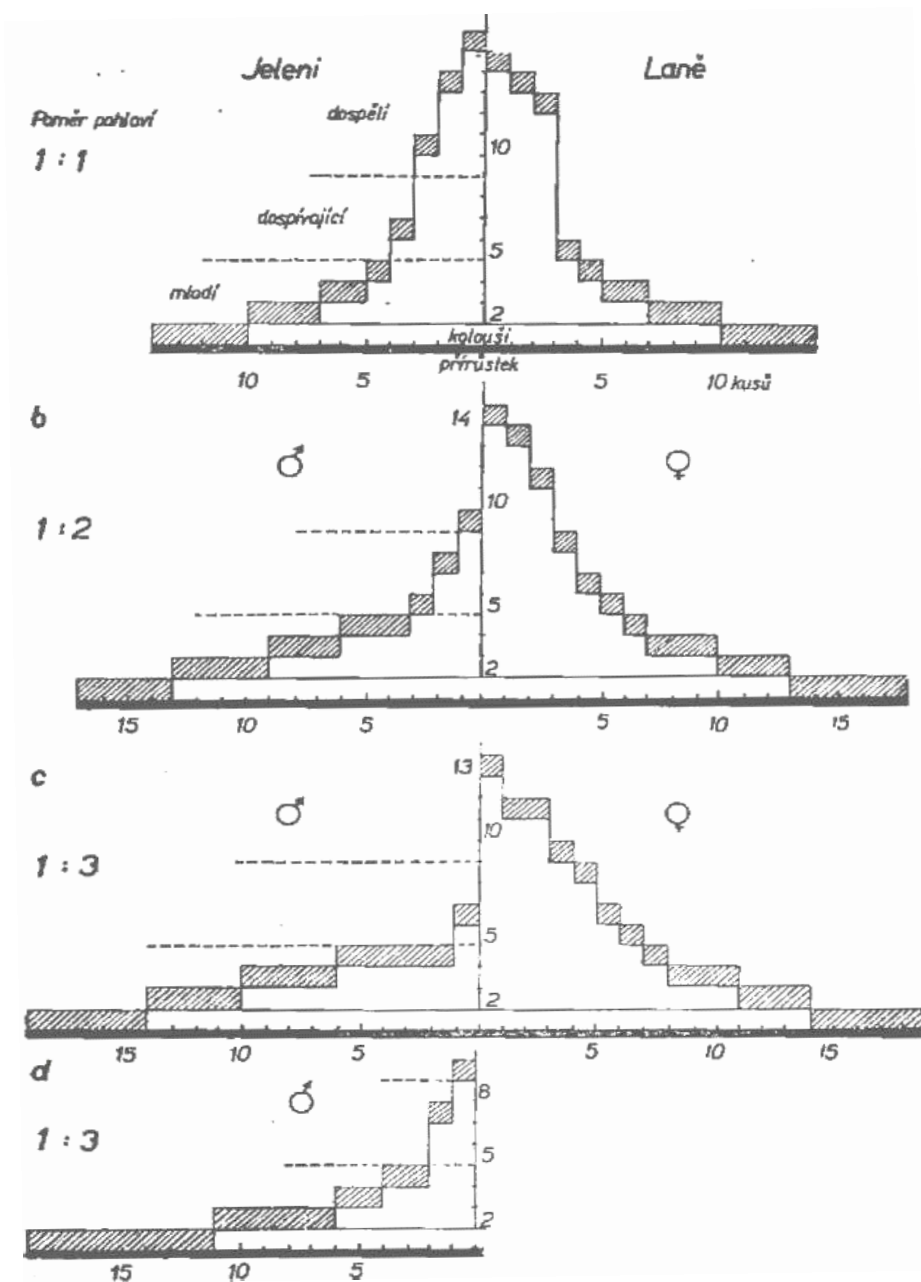 Jeleni
Laně
Poměr pohlaví
1 : 1
dospělí
10
dospívající
5
mladí
2
kolouši
přírůstek
10 5 5 10 kusů
b
14
♂ ♀
10
1 : 2
5
2
15 10 5 5 10 15
c
13
♂ ♀
10
1 : 3
5
2
15 10 5 5 10 15
d
8
♂
1 : 3
5
2
15 10 5